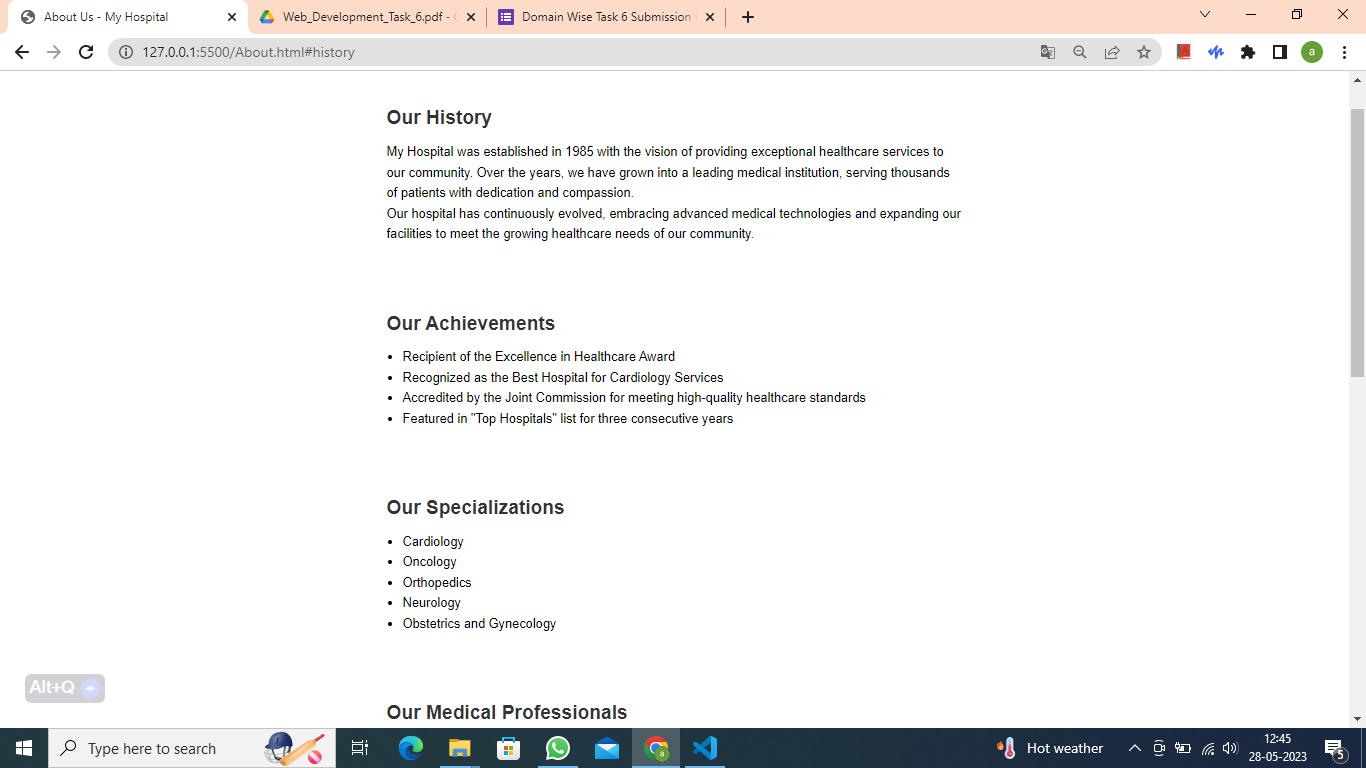 About Us - My Hospital
Web_Development_Task_6.pdf -
Domain Wise Task 6 Submission
127.0.0.1:5500/About.html#history
a
Our History
My Hospital was established in 1985 with the vision of providing exceptional healthcare services to
our community. Over the years, we have grown into a leading medical institution, serving thousands
of patients with dedication and compassion.
Our hospital has continuously evolved, embracing advanced medical technologies and expanding our
facilities to meet the growing healthcare needs of our community.
Our Achievements
• Recipient of the Excellence in Healthcare Award
• Recognized as the Best Hospital for Cardiology Services
• Accredited by the Joint Commission for meeting high-quality healthcare standards
• Featured in "Top Hospitals" list for three consecutive years
Our Specializations
• Cardiology
• Oncology
• Orthopedics
• Neurology
• Obstetrics and Gynecology
Alt+Q
Our Medical Professionals
Type here to search
a
Hot weather
12:45
28-05-2023
5